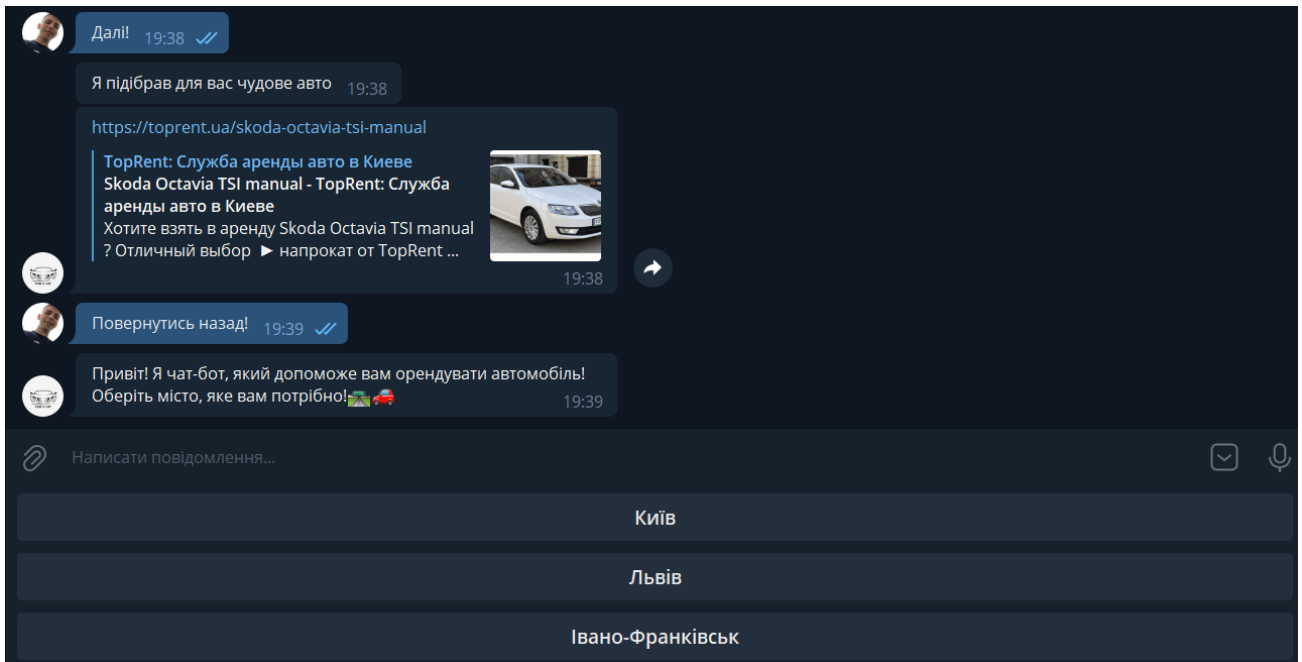 Далі! 19:38
Я підібрав для вас чудове авто 19:38
https://toprent.ua/skoda-octavia-tsi-manual
TopRent: Служба аренды авто в Киеве
Skoda Octavia TSI manual - TopRent: Служба
аренды авто в Киеве
Хотите взять в аренду Skoda Octavia TSI manual
? Отличный выбор ► напрокат от TopRent ...
19:38
Повернутись назад! 19:39
Привіт! Я чат-бот, який допоможе вам орендувати автомобіль!
Оберіть місто, яке вам потрібно!🛣️🚗 19:39
Написати повідомлення...
Київ
Львів
Івано-Франківськ